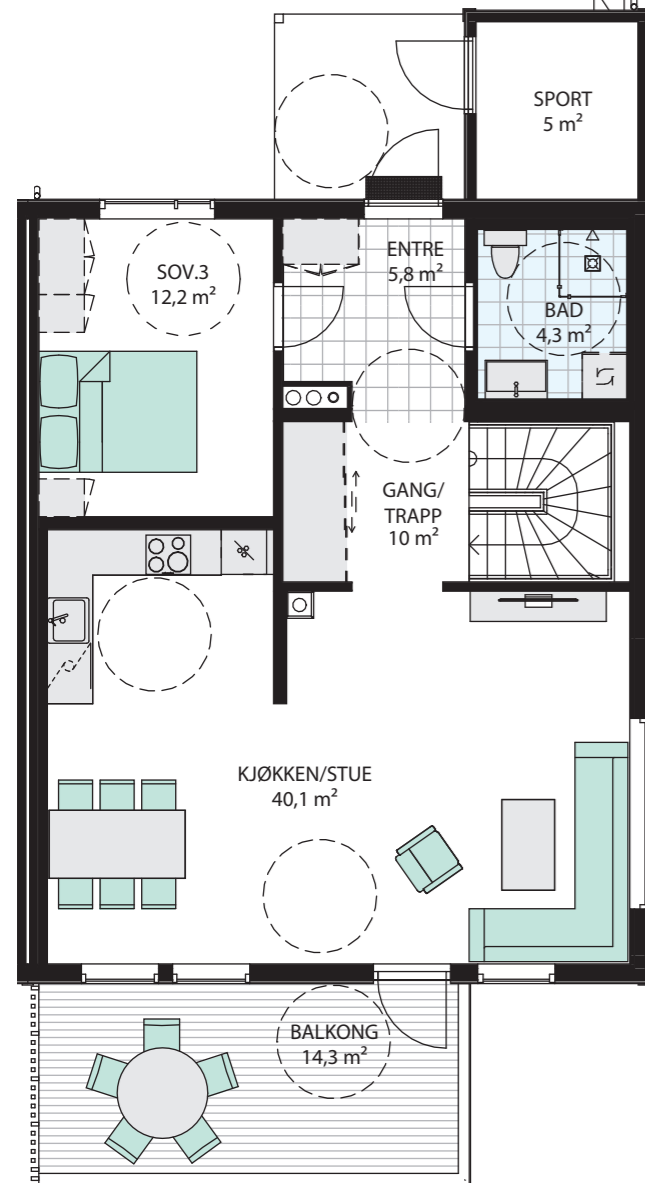 SPORT
5 m²
ENTRE
5,8 m²
SOV.3
12,2 m²
BAD
4,3 m²
GANG/
TRAPP
10 m²
KJØKKEN/STUE
40,1 m²
BALKONG
14,3 m²